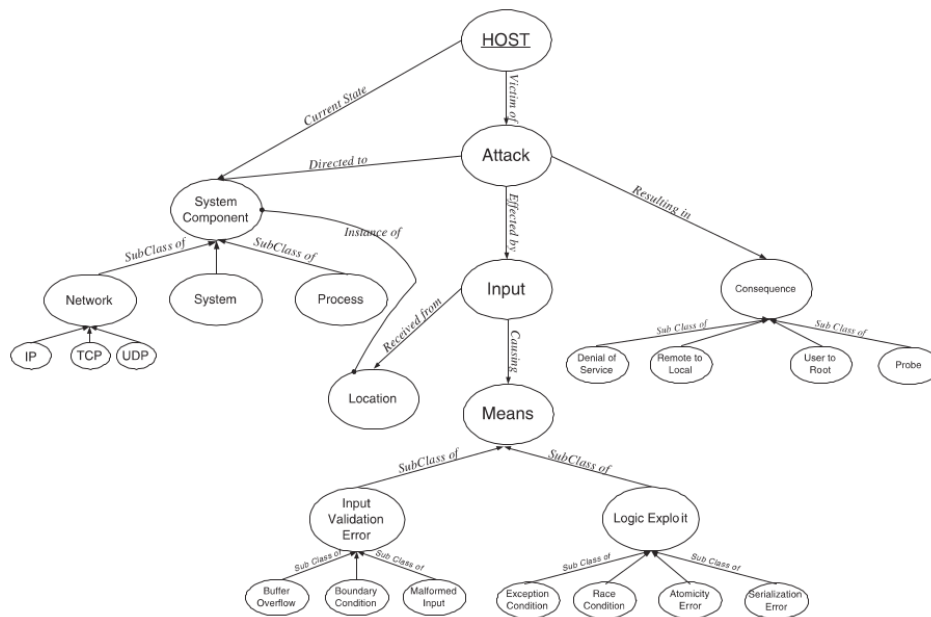 HOST
Current State
Victim of
Attack
Directed to
Resulting in
Effected by
System
Component
Instance of
SubClass of
SubClass of
Network
System
Process
Input
Consequence
Received from
Causing
Sub Class of
Sub Class of
IP
TCP
UDP
Denial of
Service
Remote to
Local
User to
Root
Probe
Location
Means
SubClass of
SubClass of
Input
Validation
Error
Logic Exploit
Sub Class of
Sub Class of
Sub Class of
Sub Class of
Buffer
Overflow
Boundary
Condition
Malformed
Input
Exception
Condition
Race
Condition
Atomicity
Error
Serialization
Error